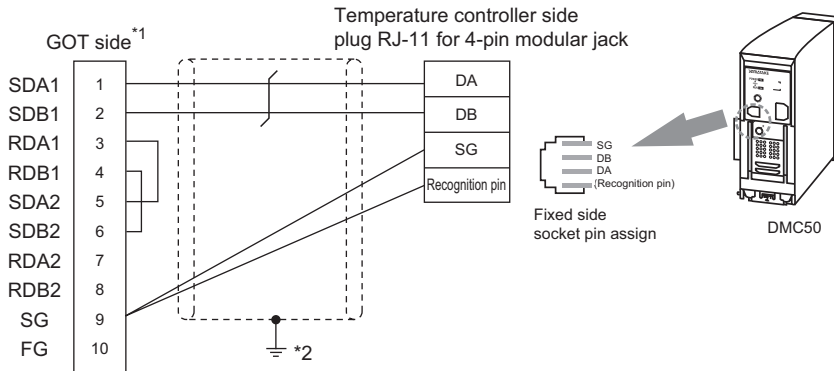 Temperature controller side
plug RJ-11 for 4-pin modular jack
GOT side*1
SDA1 1 DA
SDB1 2 DB
RDA1 3 SG
RDB1 4 Recognition pin
SDA2 5
SDB2 6
RDA2 7
RDB2 8
SG 9
FG 10
*2
SG
DB
DA
(Recognition pin)
Fixed side
socket pin assign
DMC50